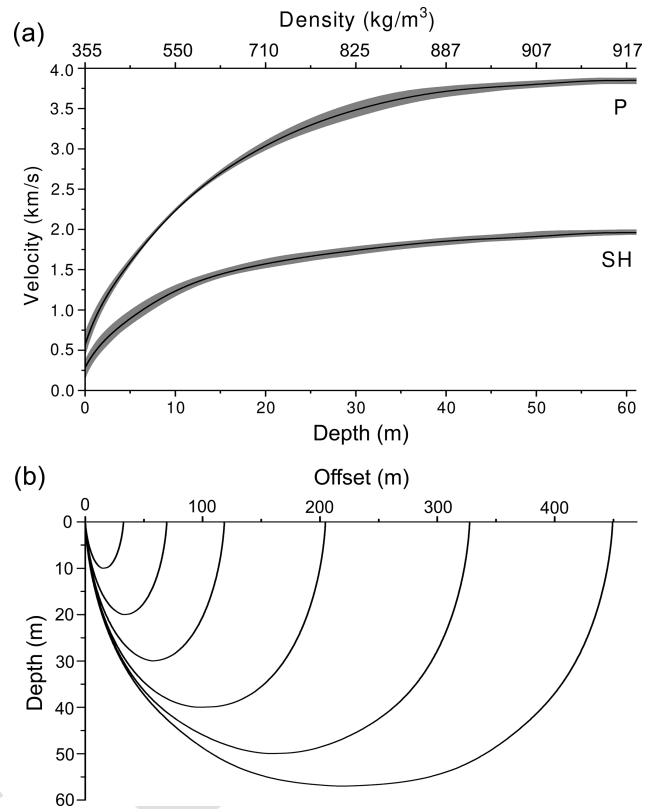 (a)
Density (kg/m³)
355 550 710 825 887 907 917
4.0
3.5
3.0
2.5
2.0
1.5
1.0
0.5
0.0
Velocity (km/s)
P
SH
0 10 20 30 40 50 60
Depth (m)
(b)
Offset (m)
0 100 200 300 400
0
10
20
30
40
50
60
Depth (m)